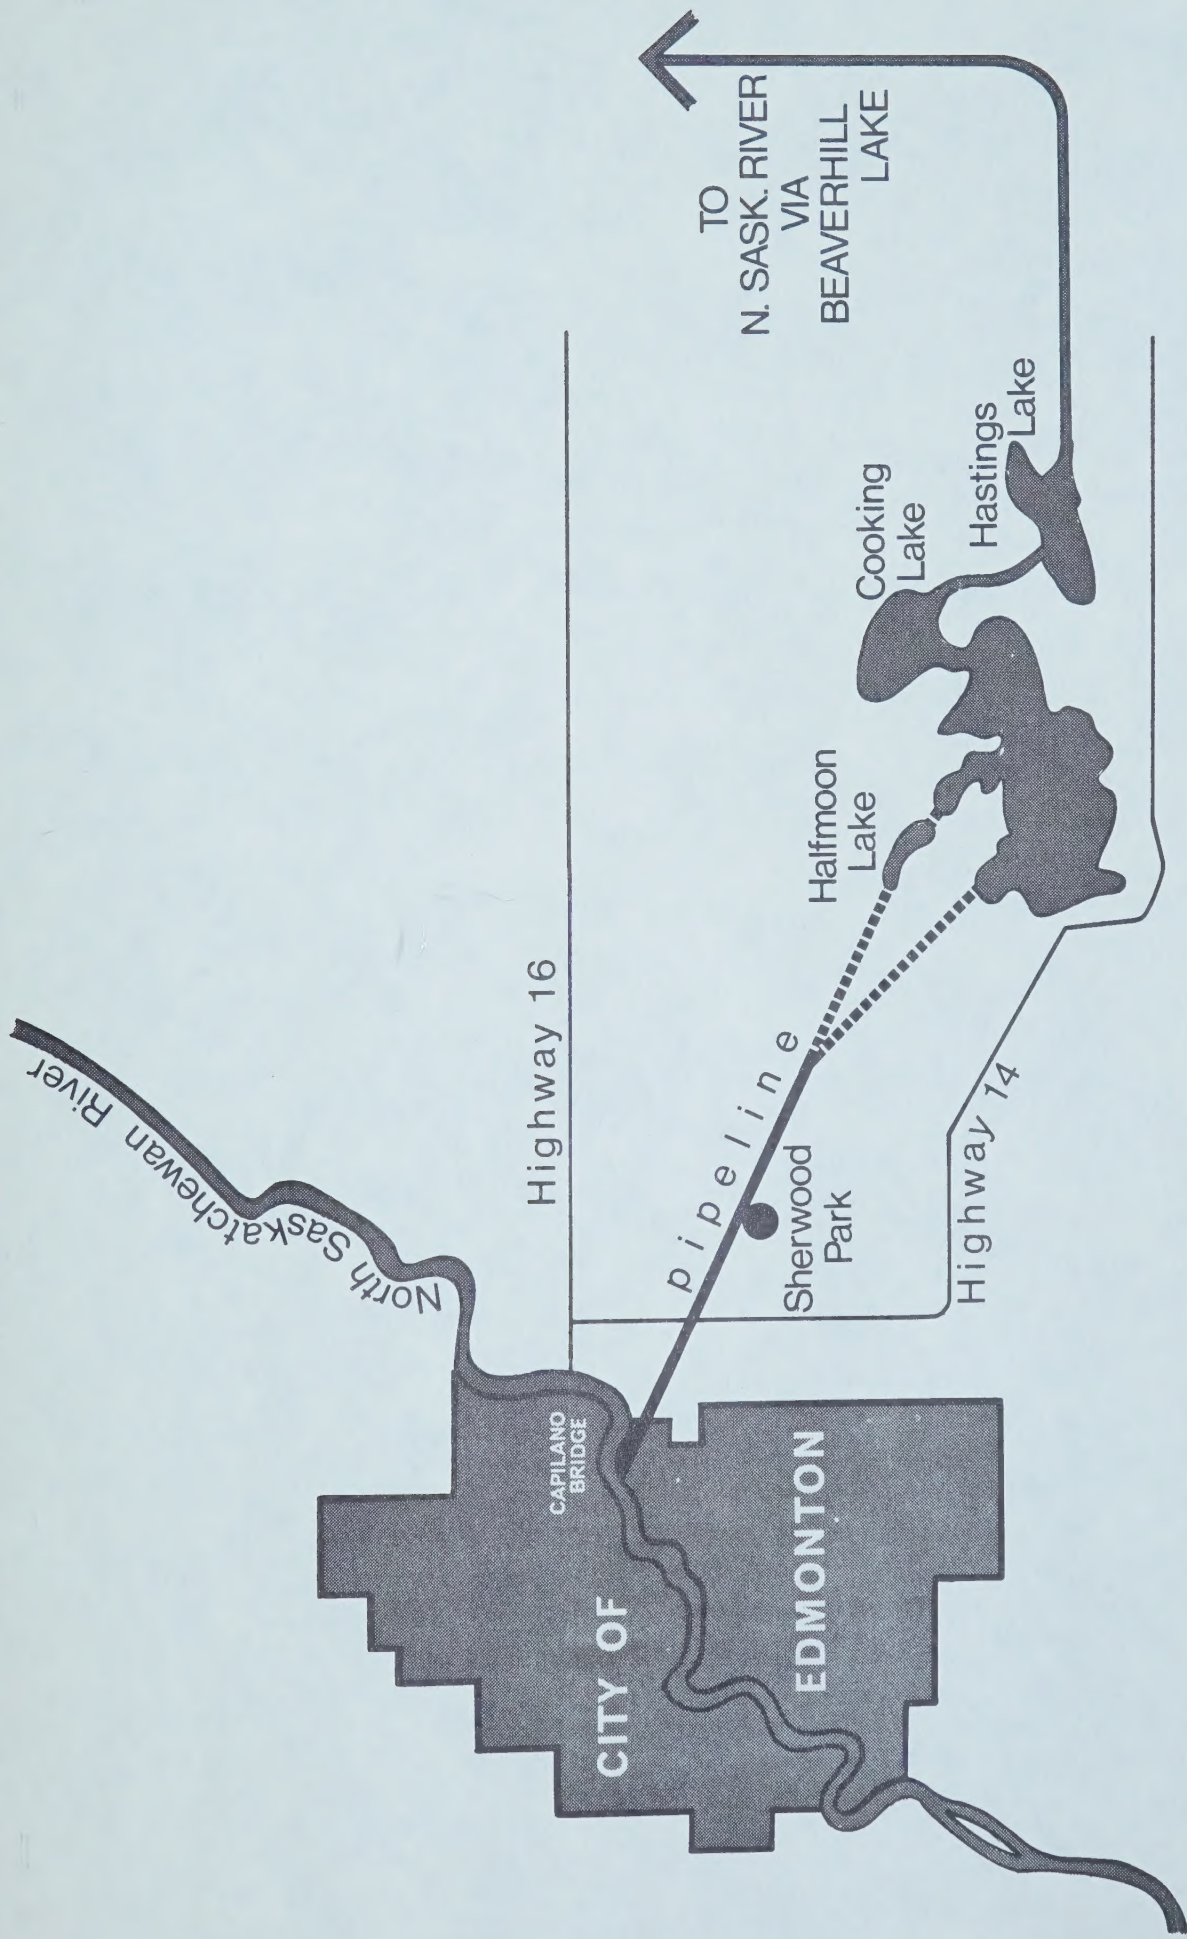 North Saskatchewan River
TO
N. SASK. RIVER
VIA
BEAVERHILL
LAKE
Highway 16
CAPILANO
BRIDGE
CITY OF
EDMONTON
pipeline
Sherwood
Park
Highway 14
Halfmoon
Lake
Cooking
Lake
Hastings
Lake